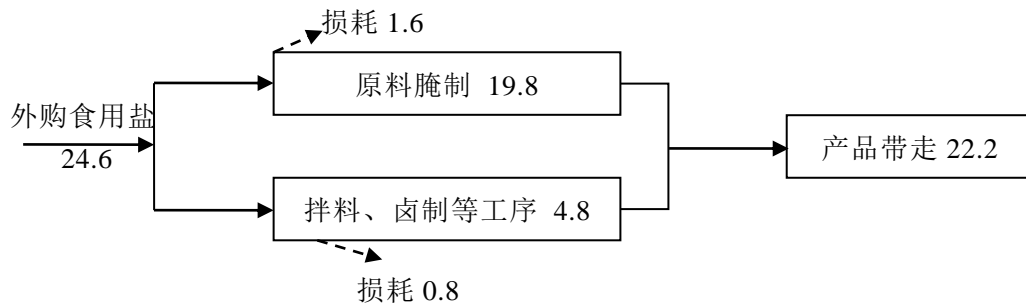 损耗 1.6
原料腌制 19.8
外购食用盐
24.6
产品带走 22.2
拌料、卤制等工序 4.8
损耗 0.8